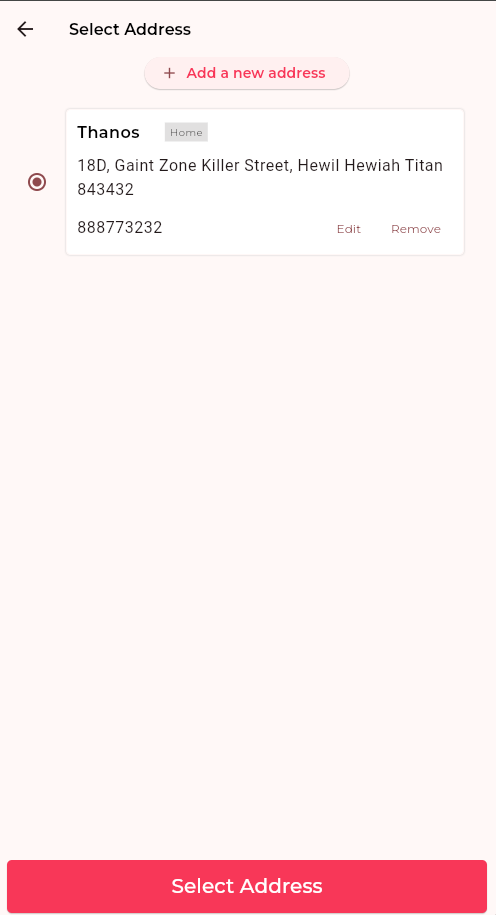 Select Address
+ Add a new address
Thanos Home
18D, Gaint Zone Killer Street, Hewil Hewiah Titan
843432
888773232 Edit Remove
Select Address